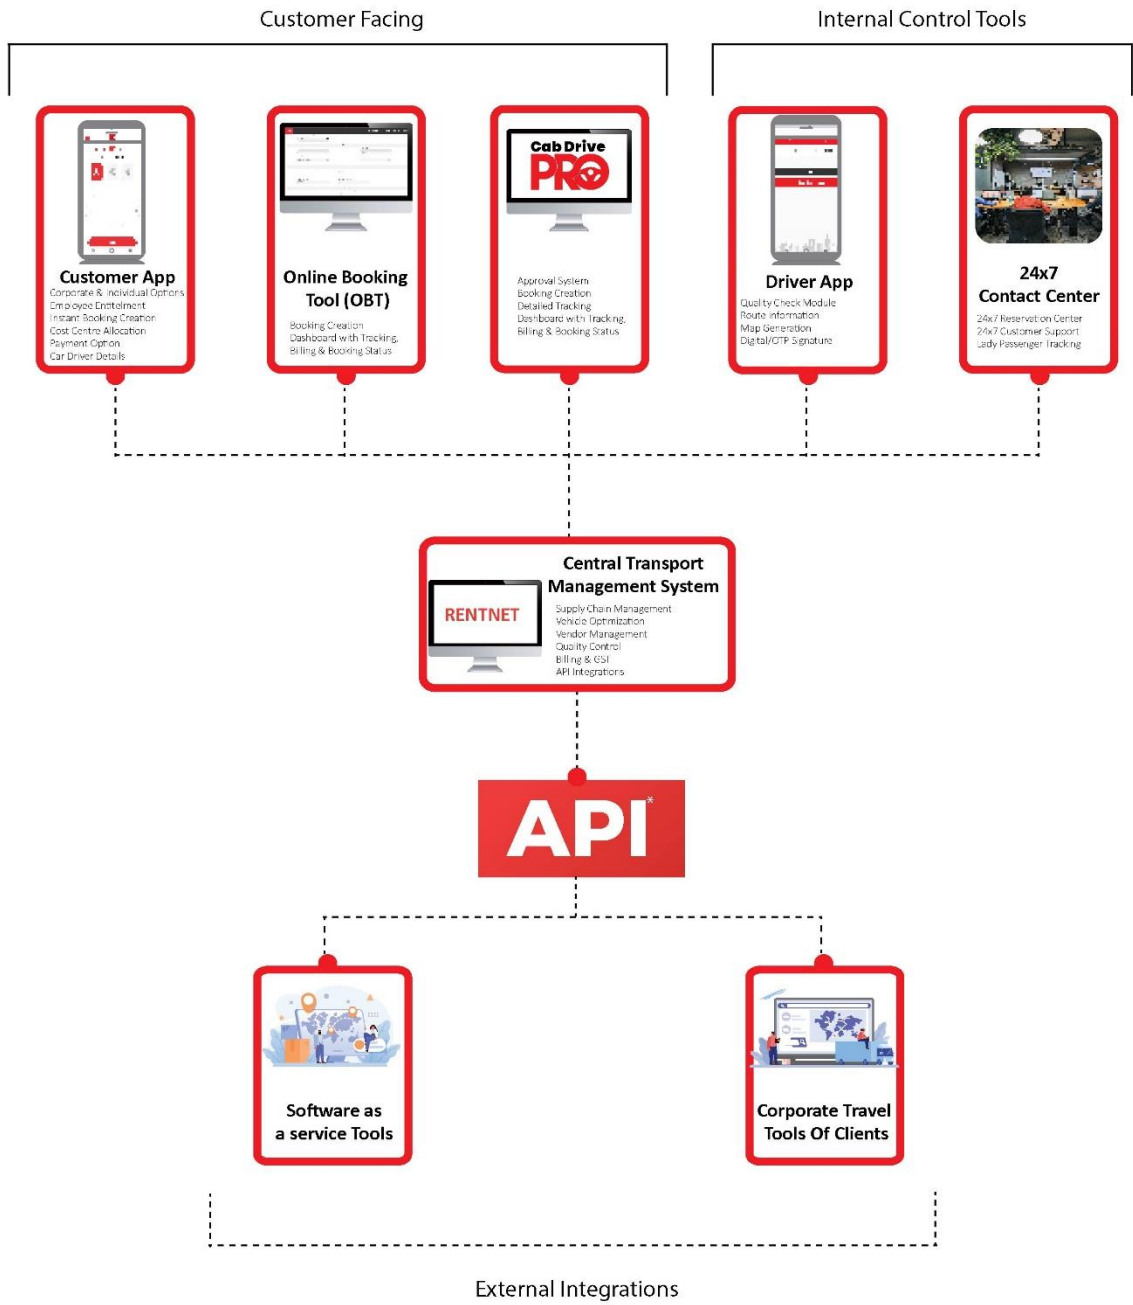 Customer Facing
Internal Control Tools
Customer App
Corporate & Individual Options
Employee Entitelment
Instant Booking Creation
Cost Centre Allocation
Payment Option
Car Driver Details
Online Booking
Tool (OBT)
Booking Creation
Dashboard with Tracking,
Billing & Booking Status
Cab Drive
PRO
Approval System
Booking Creation
Detailed Tracking
Dashboard with Tracking,
Billing & Booking Status
Driver App
Quality Check Module
Route Information
Map Generation
Digital/OTP Signature
24x7
Contact Center
24x7 Reservation Center
24x7 Customer Support
Lady Passenger Tracking
RENTNET
Central Transport
Management System
Supply Chain Management
Vehicle Optimization
Vendor Management
Quality Control
Billing & GST
API Integrations
API*
Software as
a service Tools
Corporate Travel
Tools Of Clients
External Integrations